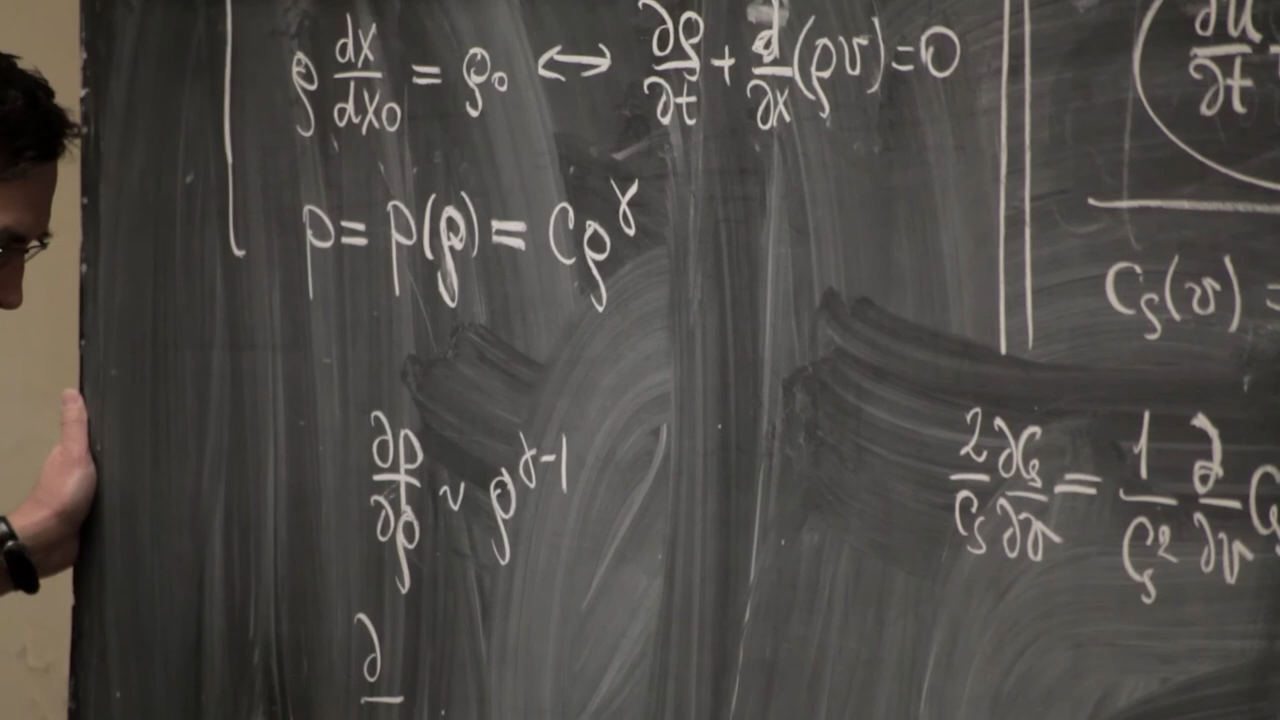 ρ dx/dx₀ = ρ₀ ↔ ∂ρ/∂t + ∂/∂x (ρv) = 0
p = p(ρ) = Cρ^γ
∂p/∂ρ ~ ρ^(γ-1)
∂
∂u/∂t
C_s(v) =
2/C_s ∂C_s/∂v = 1/C_s² ∂/∂v C